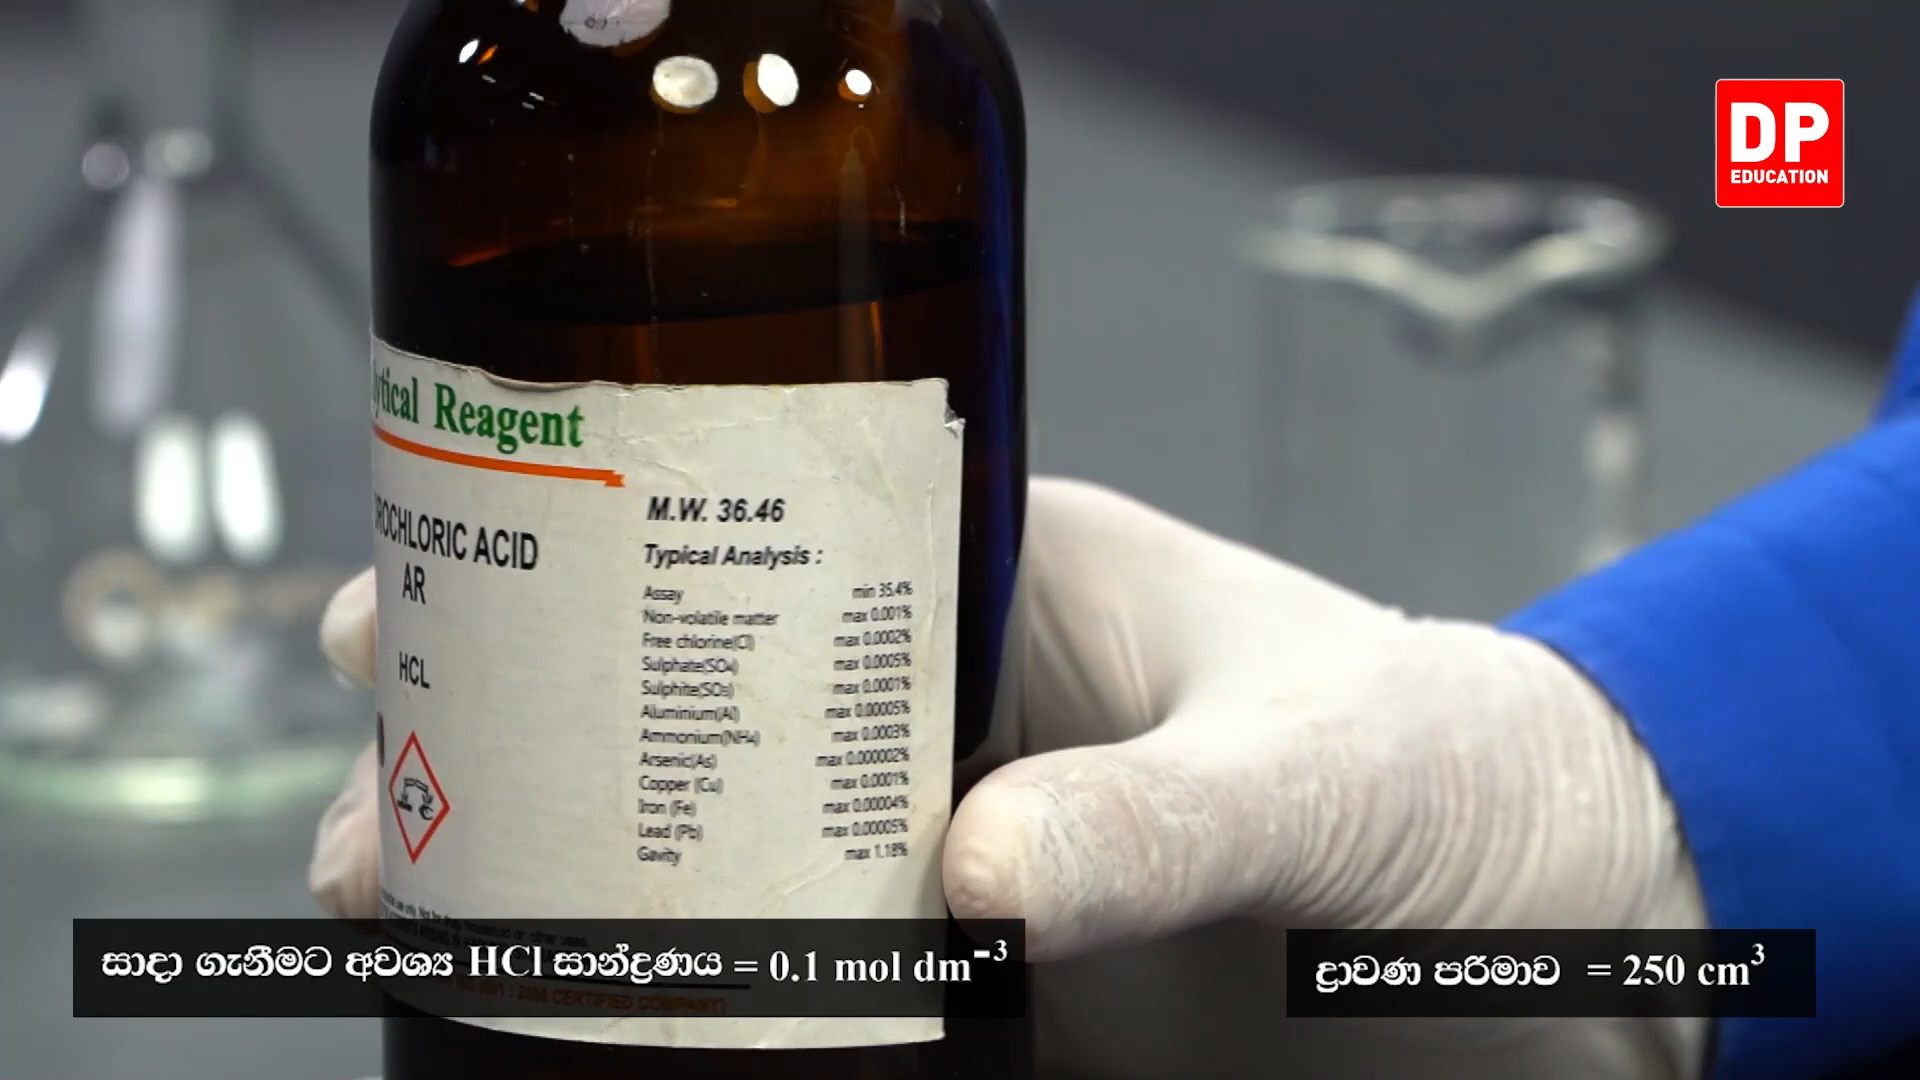 DP
EDUCATION
lytical Reagent
ROCHLORIC ACID
AR
HCL
M.W. 36.46
Typical Analysis :
Assay min 35.4%
Non-volatile matter max 0.001%
Free chlorine(Cl) max 0.0002%
Sulphate(SO₄) max 0.0005%
Sulphite(SO₃) max 0.0001%
Aluminium(Al) max 0.00005%
Ammonium(NH₄) max 0.0003%
Arsenic(As) max 0.000002%
Copper (Cu) max 0.0001%
Iron (Fe) max 0.00004%
Lead (Pb) max 0.00005%
Gavity max 1.18%
CERTIFIED COMPANY)
සාදා ගැනීමට අවශ්‍ය HCl සාන්ද්‍රණය = 0.1 mol dm⁻³
ද්‍රාවණ පරිමාව = 250 cm³